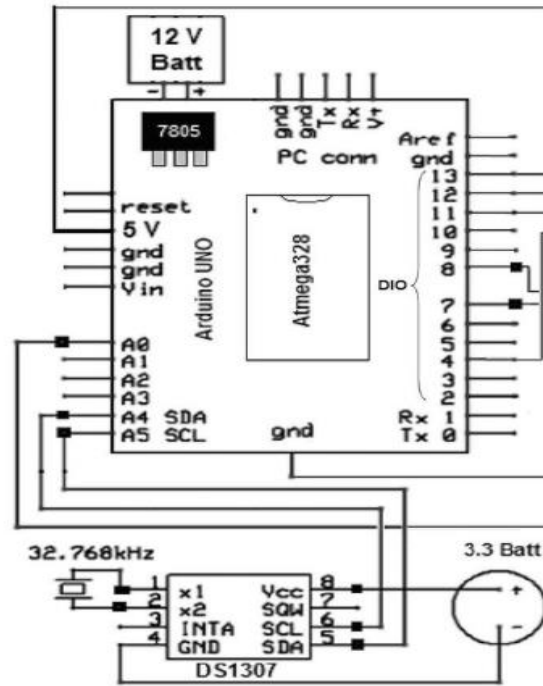 12 V
Batt
- +
7805
gnd
gnd
Tx
Rx
V+
PC conn
reset
5 V
gnd
gnd
Vin
A0
A1
A2
A3
A4 SDA
A5 SCL
Arduino UNO
Atmega328
DIO
gnd
Aref
gnd
13
12
11
10
9
8
7
6
5
4
3
2
Rx 1
Tx 0
32.768kHz
1 x1
2 x2
3 INTA
4 GND
Vcc 8
SQW 7
SCL 6
SDA 5
DS1307
3.3 Batt
+
-